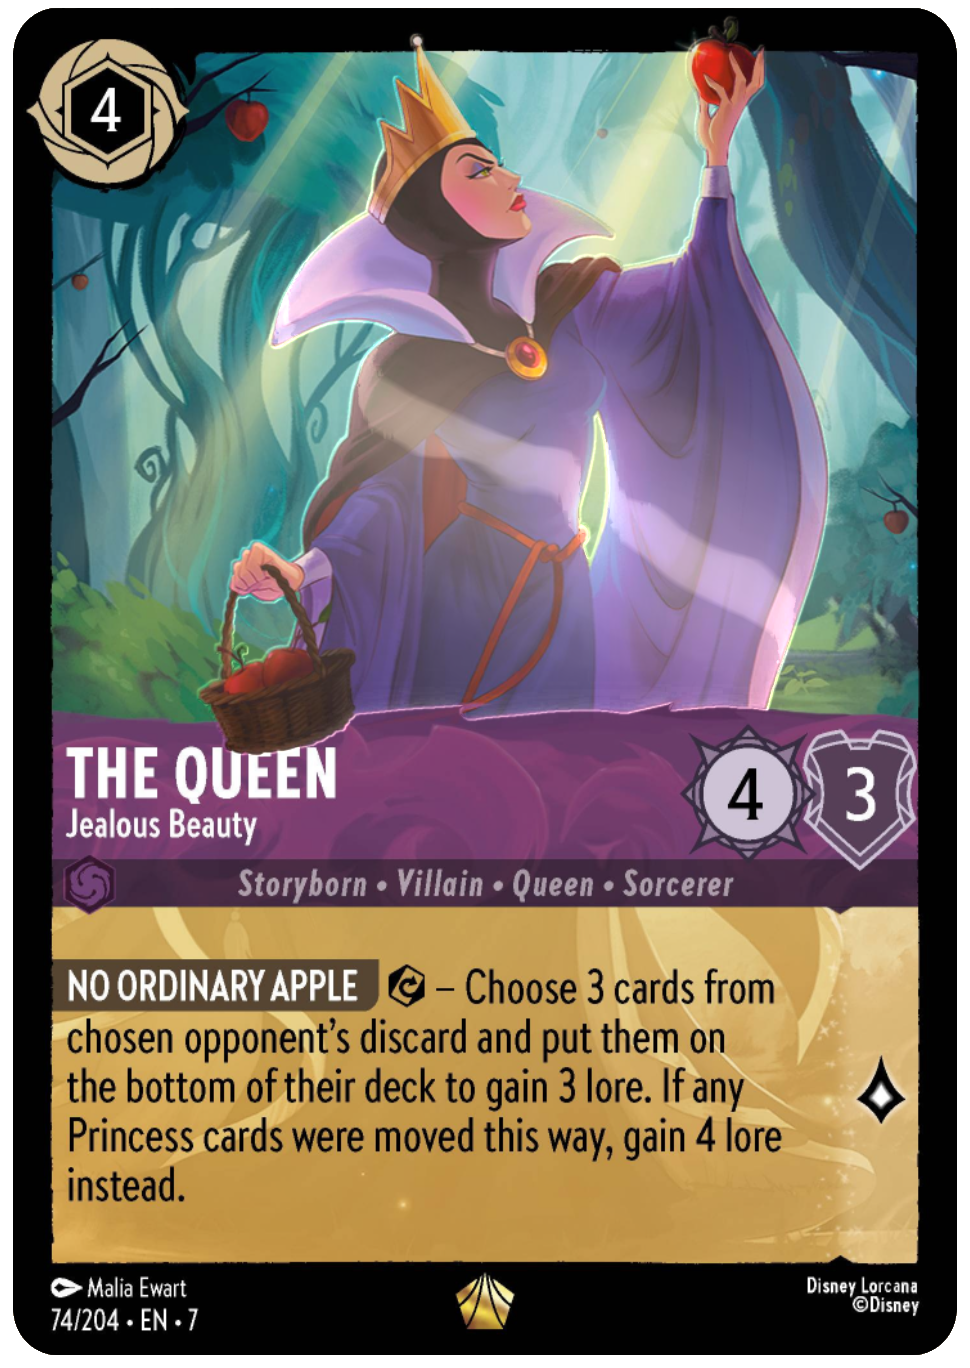 4
THE QUEEN
Jealous Beauty
4
3
Storyborn • Villain • Queen • Sorcerer
NO ORDINARY APPLE – Choose 3 cards from
chosen opponent's discard and put them on
the bottom of their deck to gain 3 lore. If any
Princess cards were moved this way, gain 4 lore
instead.
Malia Ewart
74/204 • EN • 7
Disney Lorcana
©Disney